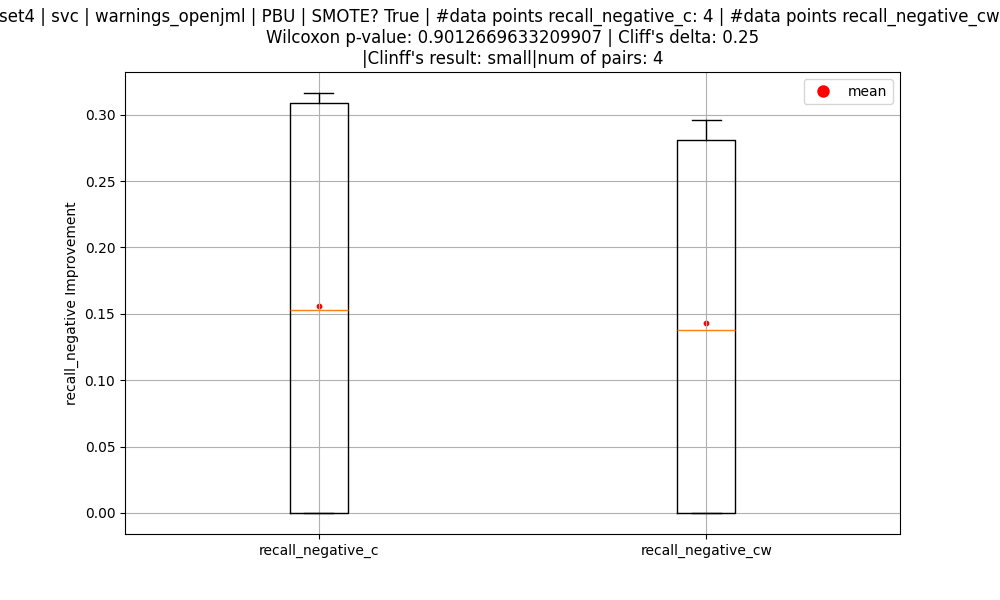 set4 | svc | warnings_openjml | PBU | SMOTE? True | #data points recall_negative_c: 4 | #data points recall_negative_cw
Wilcoxon p-value: 0.9012669633209907 | Cliff's delta: 0.25
|Clinff's result: small|num of pairs: 4
mean
0.30
0.25
0.20
0.15
0.10
0.05
0.00
recall_negative Improvement
recall_negative_c
recall_negative_cw